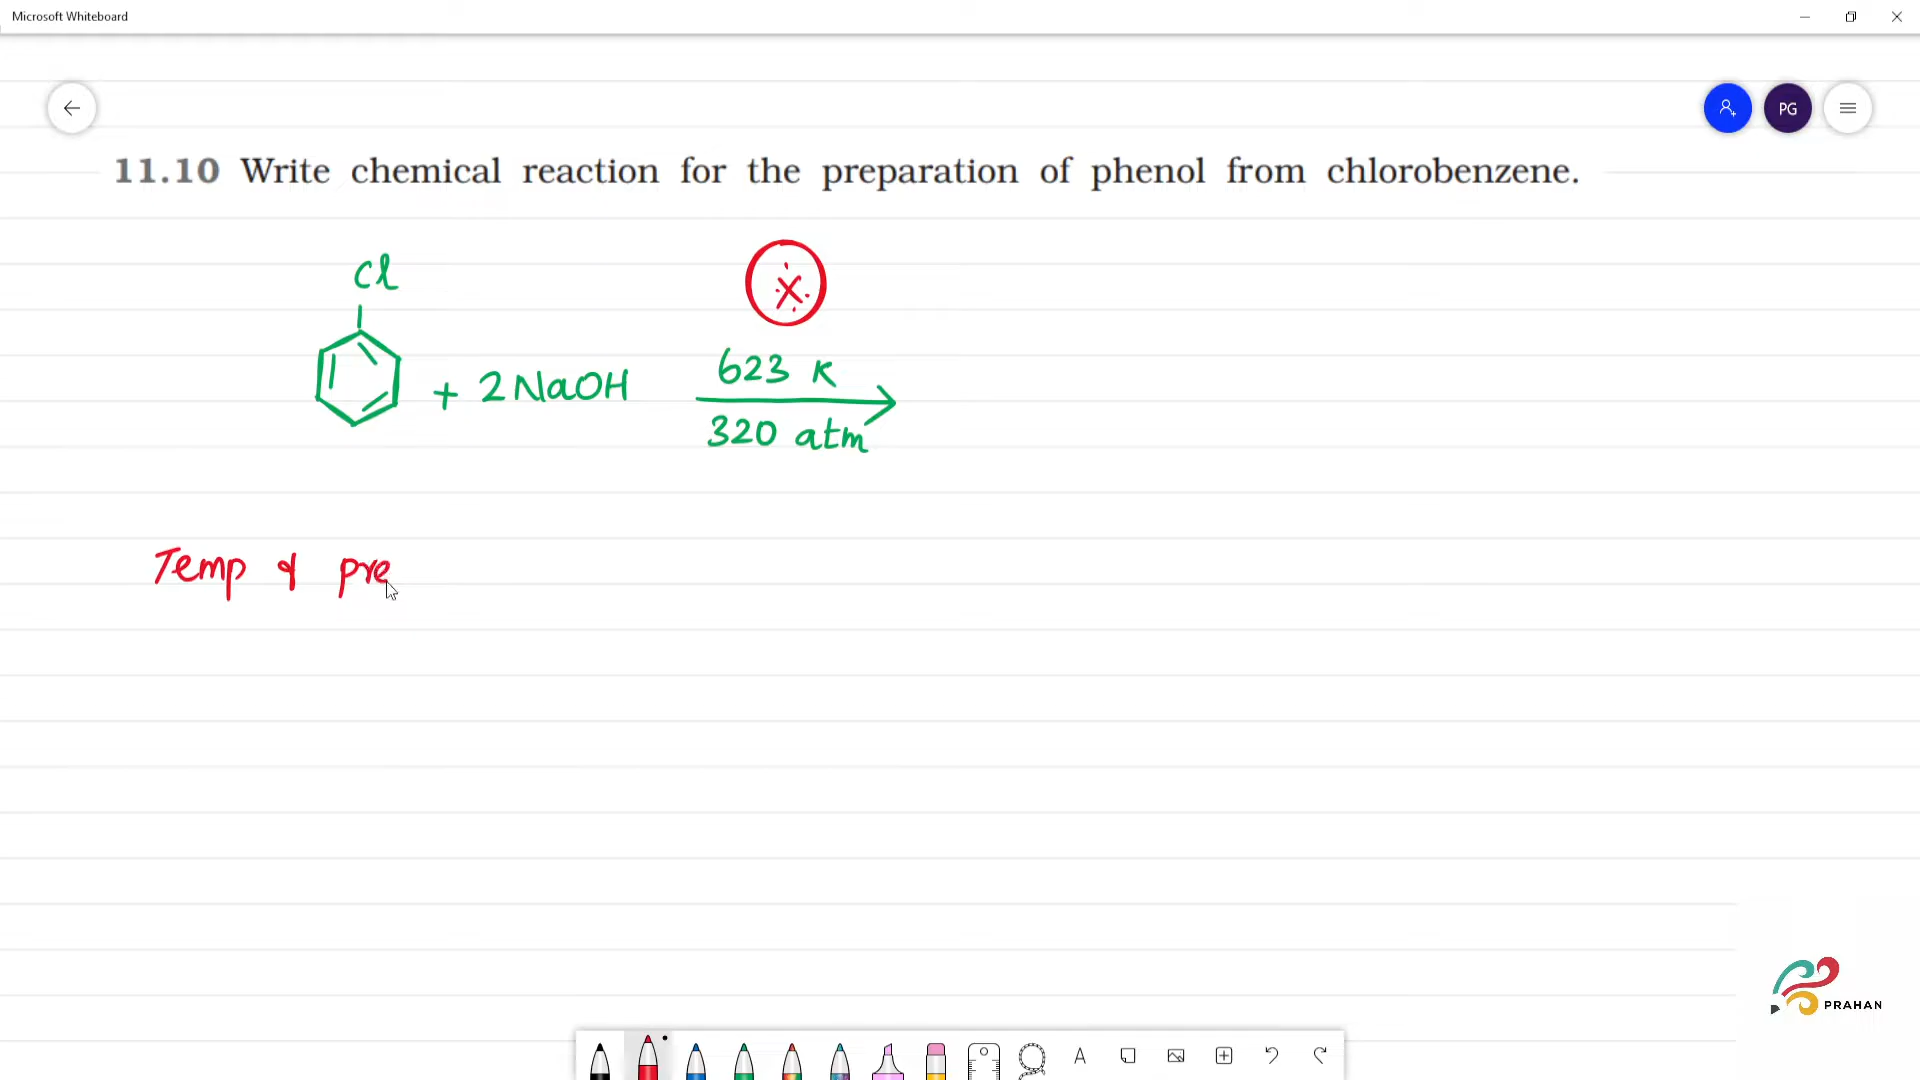 Microsoft Whiteboard
PG
11.10 Write chemical reaction for the preparation of phenol from chlorobenzene.
Cl
X
+ 2NaOH
623 K
320 atm
Temp & pre
PRAHAN
A